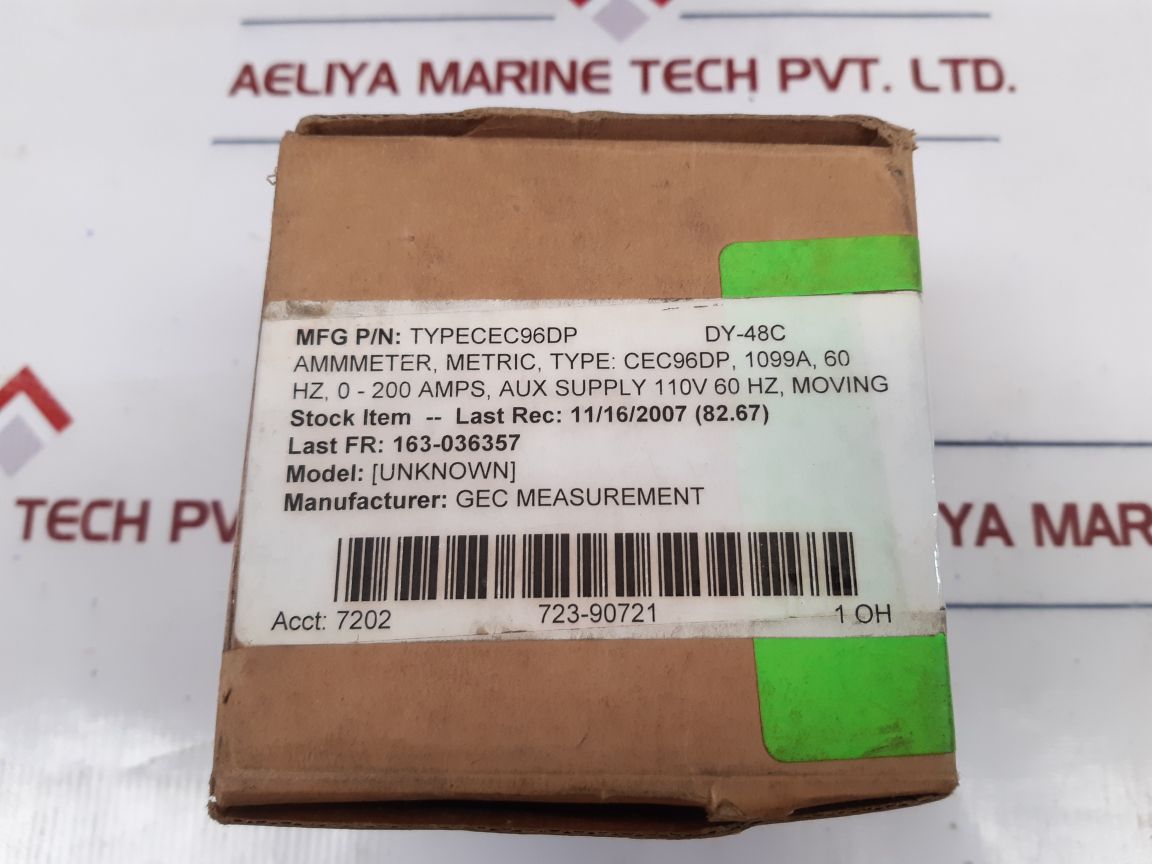 AELIYA MARINE TECH PVT. LTD.
MFG P/N: TYPECEC96DP DY-48C
AMMMETER, METRIC, TYPE: CEC96DP, 1099A, 60
HZ, 0 - 200 AMPS, AUX SUPPLY 110V 60 HZ, MOVING
Stock Item -- Last Rec: 11/16/2007 (82.67)
Last FR: 163-036357
Model: [UNKNOWN]
Manufacturer: GEC MEASUREMENT
TECH PV
YA MAR
Acct: 7202 723-90721 1 OH